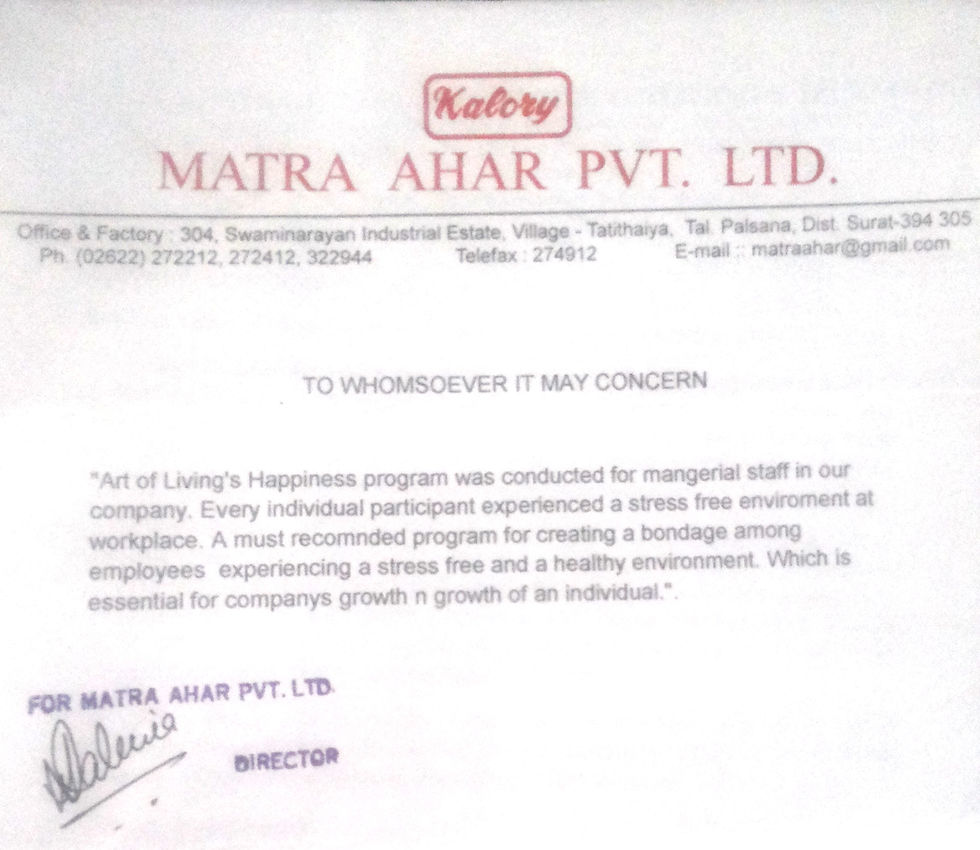 Kalory
MATRA AHAR PVT. LTD.
Office & Factory : 304, Swaminarayan Industrial Estate, Village - Tatithaiya, Tal. Palsana, Dist. Surat-394 305
Ph. (02622) 272212, 272412, 322944 Telefax : 274912 E-mail :: matraahar@gmail.com
TO WHOMSOEVER IT MAY CONCERN
"Art of Living's Happiness program was conducted for mangerial staff in our
company. Every individual participant experienced a stress free enviroment at
workplace. A must recomnded program for creating a bondage among
employees experiencing a stress free and a healthy environment. Which is
essential for companys growth n growth of an individual.".
FOR MATRA AHAR PVT. LTD.
DIRECTOR